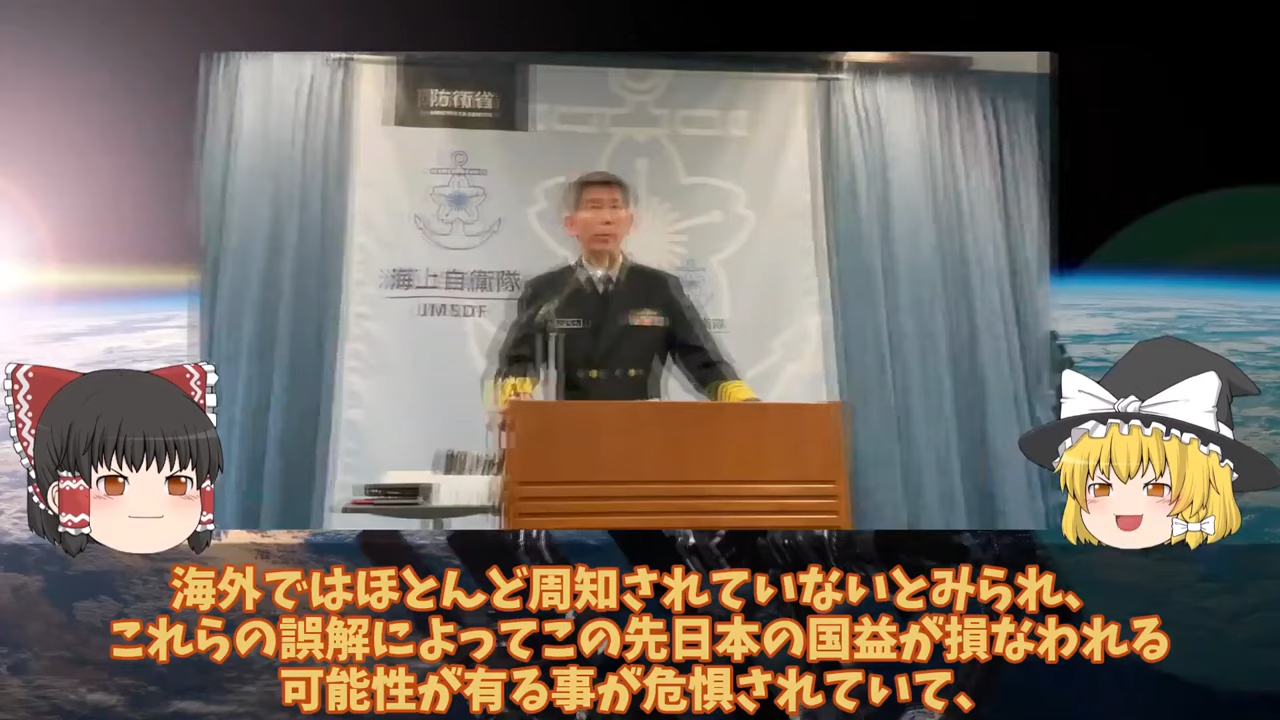 防衛省
海上自衛隊
JMSDF
海外ではほとんど周知されていないとみられ、
これらの誤解によってこの先日本の国益が損なわれる
可能性が有る事が危惧されていて、